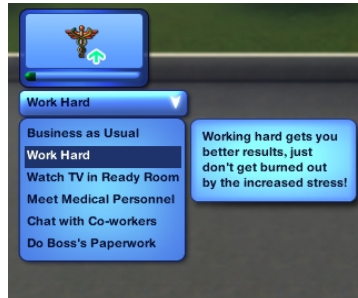 Work Hard
Business as Usual
Work Hard
Watch TV in Ready Room
Meet Medical Personnel
Chat with Co-workers
Do Boss's Paperwork
Working hard gets you
better results, just
don't get burned out
by the increased stress!